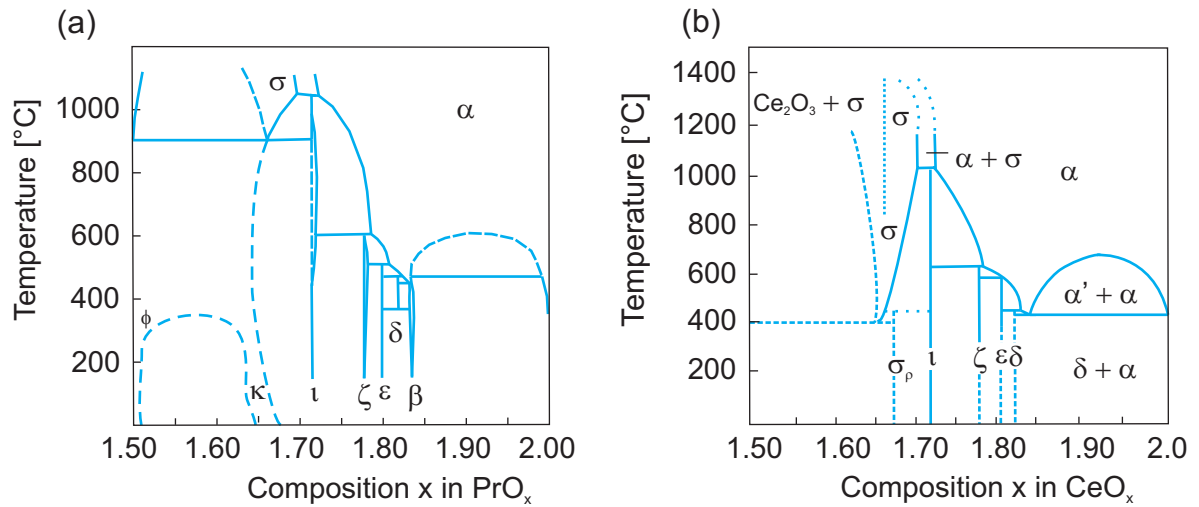 (a)
Temperature [°C]
1000
800
600
400
200
σ
α
ϕ
κ
ι
ζ
ε
δ
β
1.50 1.60 1.70 1.80 1.90 2.00
Composition x in PrOₓ
(b)
Temperature [°C]
1400
1200
1000
800
600
400
200
Ce₂O₃ + σ
σ
α + σ
α
σ
α’ + α
σᵨ
ι
ζ
εδ
δ + α
1.50 1.60 1.70 1.80 1.90 2.0
Composition x in CeOₓ